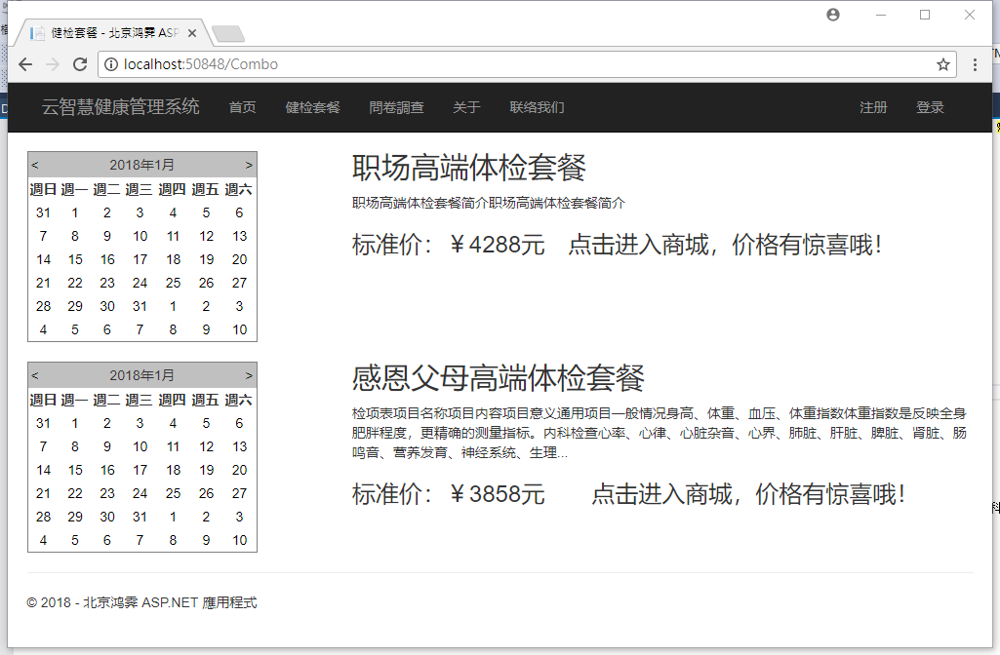 健检套餐 - 北京鸿霁 ASP
localhost:50848/Combo
云智慧健康管理系统 首页 健检套餐 問卷調查 关于 联络我们 注册 登录
< 2018年1月 >
週日 週一 週二 週三 週四 週五 週六
31 1 2 3 4 5 6
7 8 9 10 11 12 13
14 15 16 17 18 19 20
21 22 23 24 25 26 27
28 29 30 31 1 2 3
4 5 6 7 8 9 10
职场高端体检套餐
职场高端体检套餐简介职场高端体检套餐简介
标准价：￥4288元 点击进入商城，价格有惊喜哦！
< 2018年1月 >
週日 週一 週二 週三 週四 週五 週六
31 1 2 3 4 5 6
7 8 9 10 11 12 13
14 15 16 17 18 19 20
21 22 23 24 25 26 27
28 29 30 31 1 2 3
4 5 6 7 8 9 10
感恩父母高端体检套餐
检项表项目名称项目内容项目意义通用项目一般情况身高、体重、血压、体重指数体重指数是反映全身
肥胖程度，更精确的测量指标。内科检查心率、心律、心脏杂音、心界、肺脏、肝脏、脾脏、肾脏、肠
鸣音、营养发育、神经系统、生理...
标准价：￥3858元 点击进入商城，价格有惊喜哦！
© 2018 - 北京鸿霁 ASP.NET 應用程式